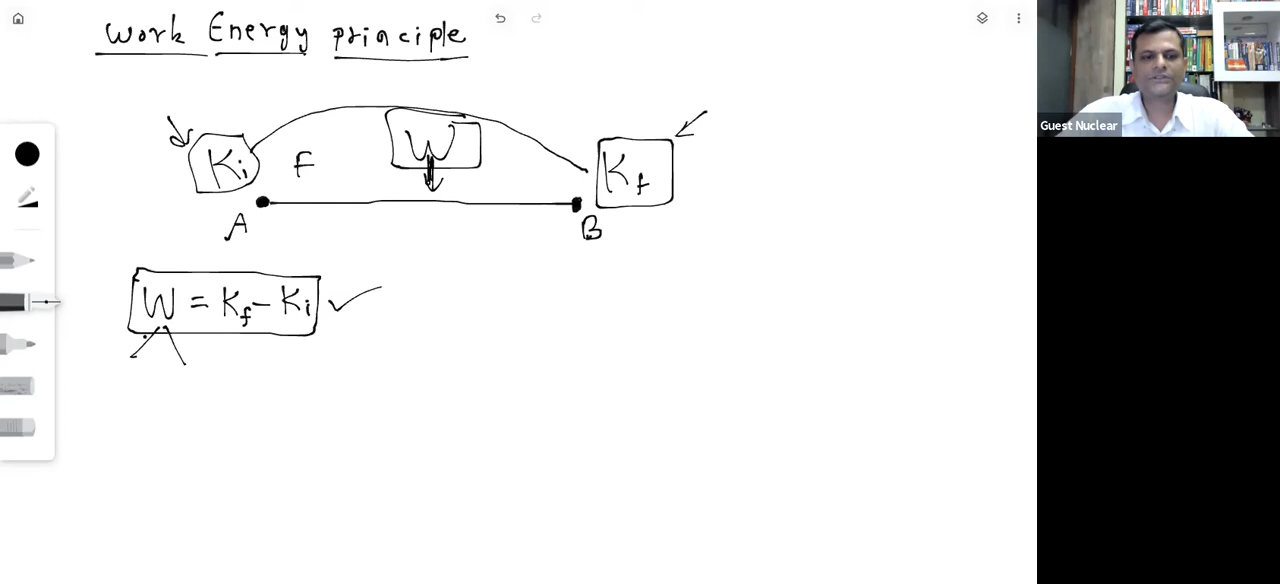 Work Energy principle
Ki F W Kf
A B
W = Kf - Ki
Guest Nuclear